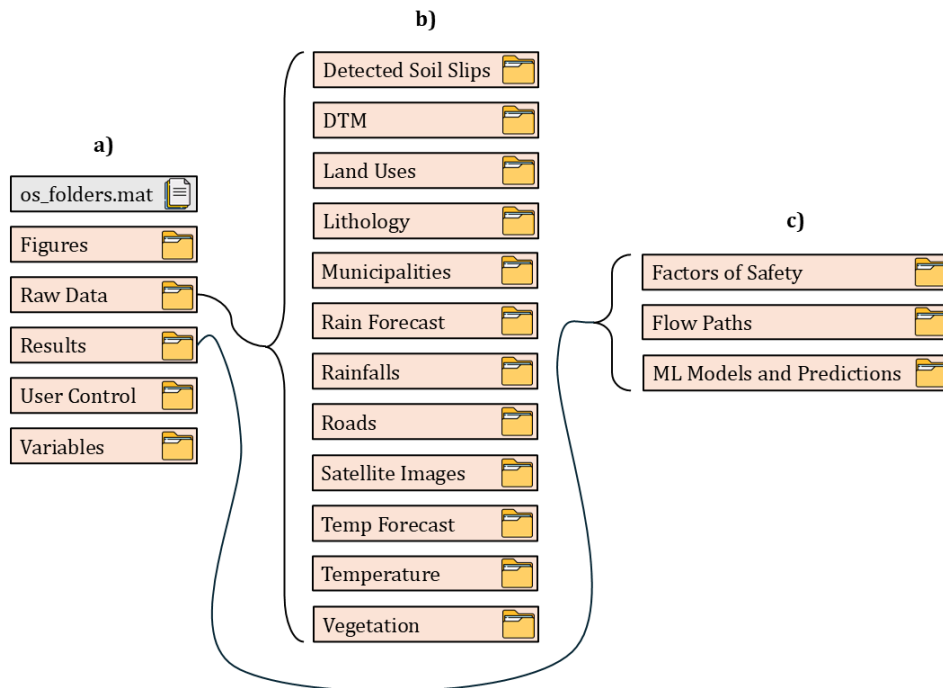 a)
os_folders.mat
Figures
Raw Data
Results
User Control
Variables
b)
Detected Soil Slips
DTM
Land Uses
Lithology
Municipalities
Rain Forecast
Rainfalls
Roads
Satellite Images
Temp Forecast
Temperature
Vegetation
c)
Factors of Safety
Flow Paths
ML Models and Predictions